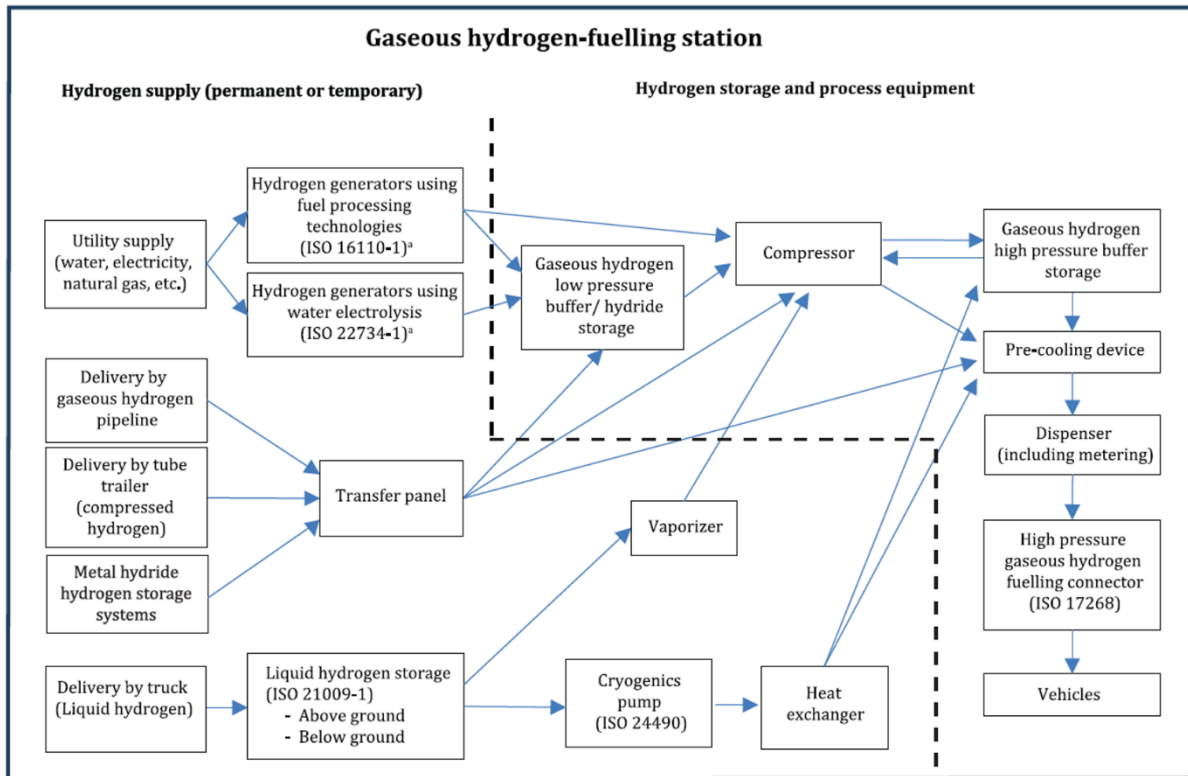 Gaseous hydrogen-fuelling station
Hydrogen supply (permanent or temporary)
Hydrogen storage and process equipment
Utility supply
(water, electricity,
natural gas, etc.)
Hydrogen generators using
fuel processing
technologies
(ISO 16110-1)ᵃ
Hydrogen generators using
water electrolysis
(ISO 22734-1)ᵃ
Gaseous hydrogen
low pressure
buffer/ hydride
storage
Compressor
Gaseous hydrogen
high pressure buffer
storage
Pre-cooling device
Delivery by
gaseous hydrogen
pipeline
Delivery by tube
trailer
(compressed
hydrogen)
Metal hydride
hydrogen storage
systems
Transfer panel
Vaporizer
Dispenser
(including metering)
High pressure
gaseous hydrogen
fuelling connector
(ISO 17268)
Delivery by truck
(Liquid hydrogen)
Liquid hydrogen storage
(ISO 21009-1)
- Above ground
- Below ground
Cryogenics
pump
(ISO 24490)
Heat
exchanger
Vehicles